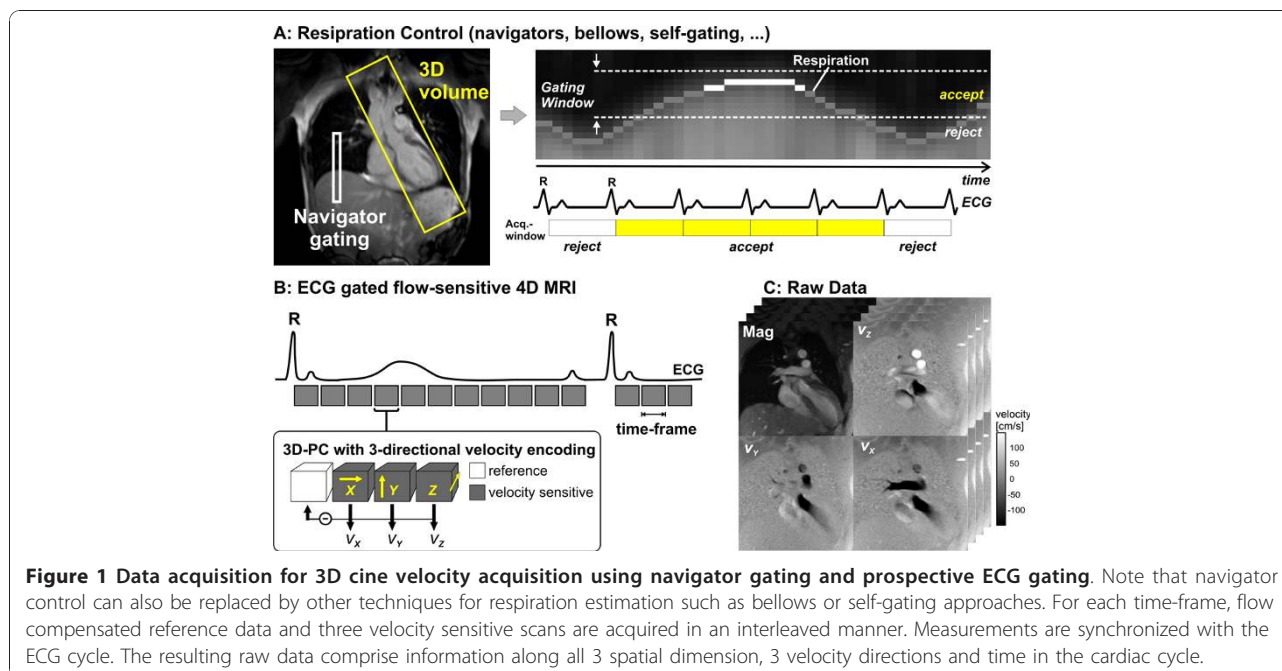 A: Resipration Control (navigators, bellows, self-gating, ...)
3D
volume
Navigator
gating
Gating
Window
Respiration
accept
reject
time
R
R
ECG
Acq.-
window
reject
accept
reject
B: ECG gated flow-sensitive 4D MRI
R
R
ECG
time-frame
3D-PC with 3-directional velocity encoding
X
Y
Z
reference
velocity sensitive
−
VX
VY
VZ
C: Raw Data
Mag
VZ
VY
VX
velocity
[cm/s]
100
50
0
-50
-100
Figure 1 Data acquisition for 3D cine velocity acquisition using navigator gating and prospective ECG gating. Note that navigator
control can also be replaced by other techniques for respiration estimation such as bellows or self-gating approaches. For each time-frame, flow
compensated reference data and three velocity sensitive scans are acquired in an interleaved manner. Measurements are synchronized with the
ECG cycle. The resulting raw data comprise information along all 3 spatial dimension, 3 velocity directions and time in the cardiac cycle.